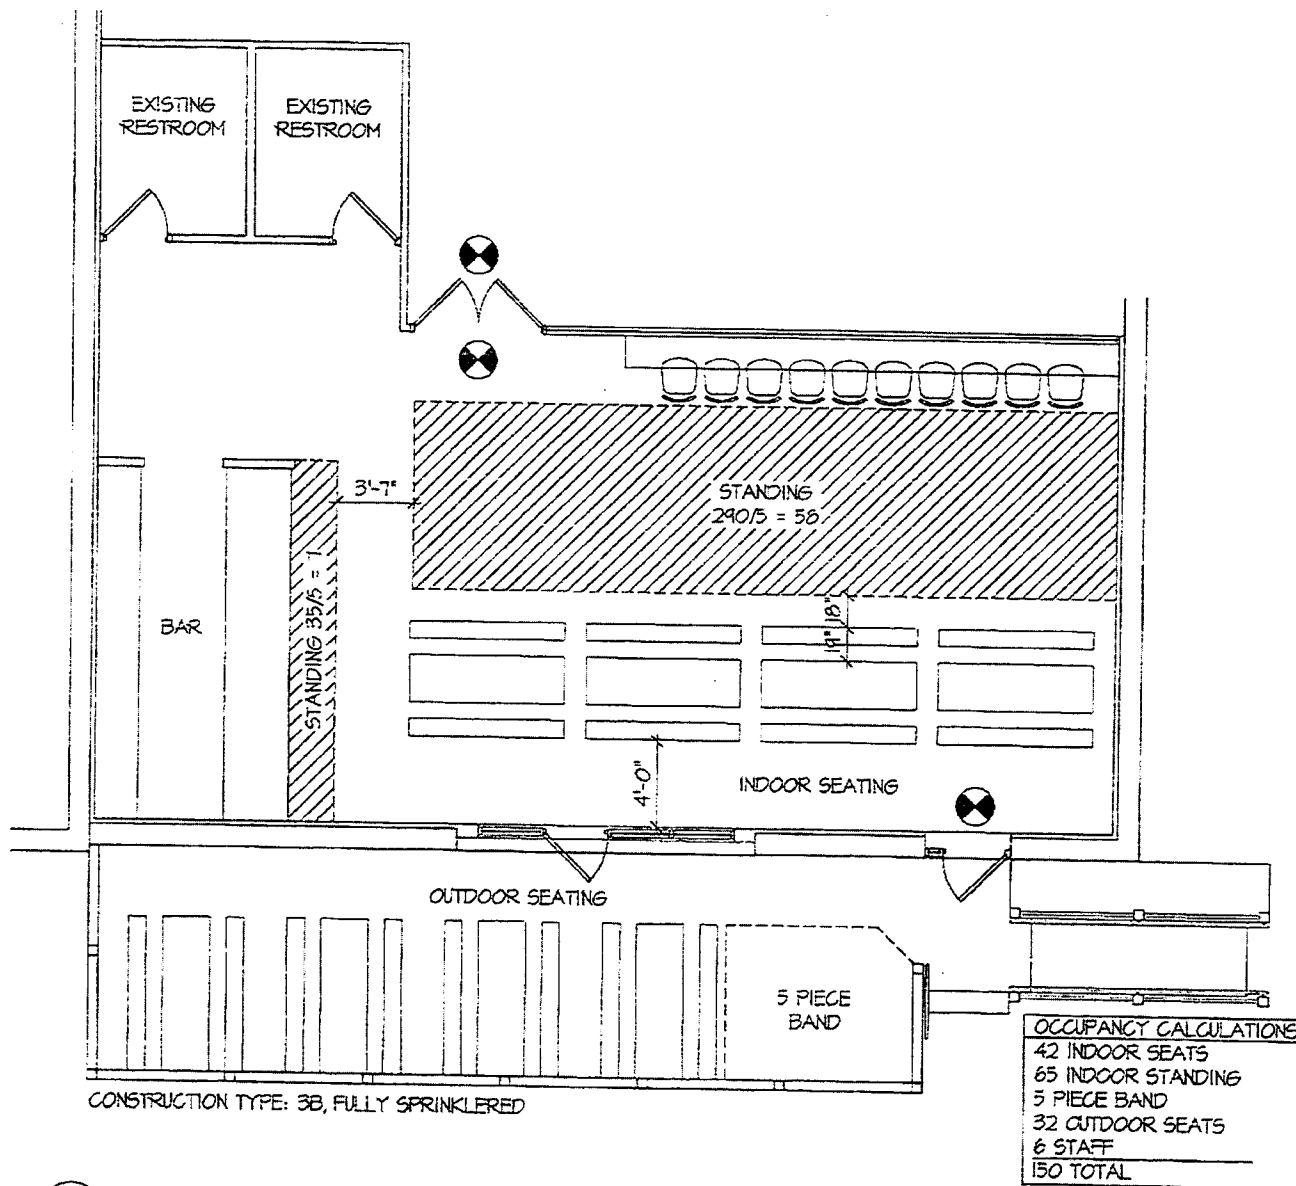 EXISTING
RESTROOM
EXISTING
RESTROOM
3'-7"
STANDING
290/5 = 58
STANDING 35/5 = 7
BAR
18"
19"
4'-0"
INDOOR SEATING
OUTDOOR SEATING
5 PIECE
BAND
CONSTRUCTION TYPE: 3B, FULLY SPRINKLERED
OCCUPANCY CALCULATIONS
42 INDOOR SEATS
65 INDOOR STANDING
5 PIECE BAND
32 OUTDOOR SEATS
6 STAFF
150 TOTAL